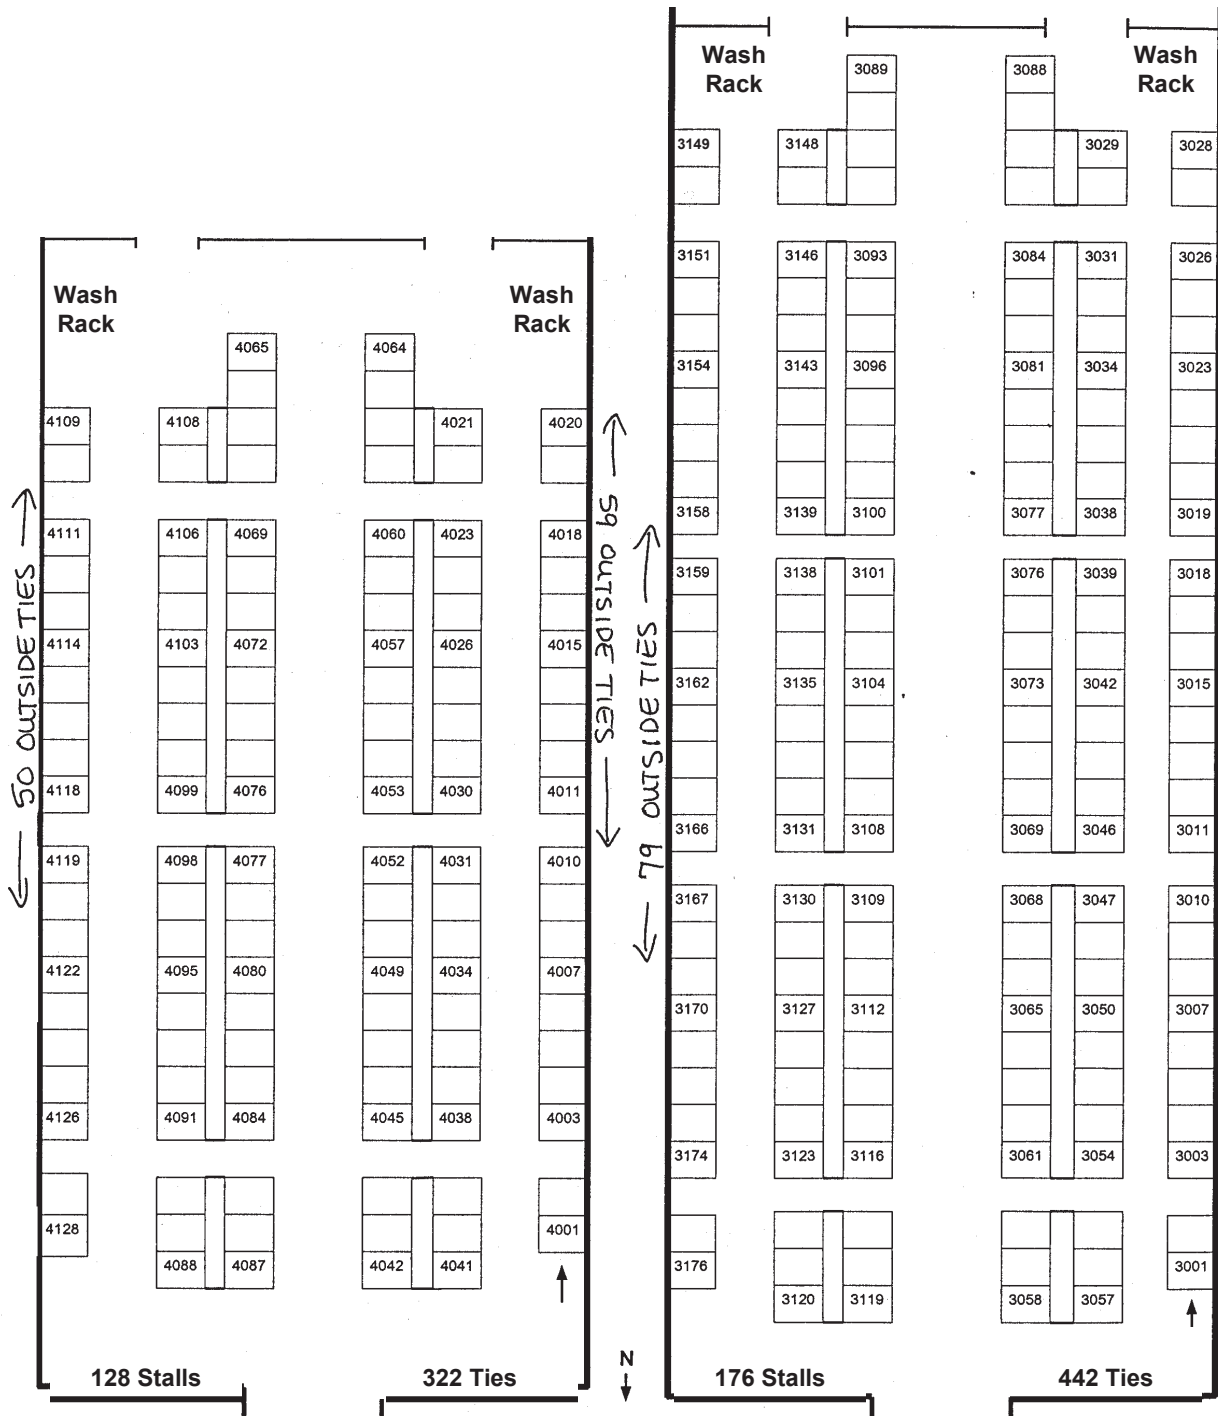 Wash Rack
Wash Rack
3089 3088
3149 3148 3029 3028
3151 3146 3093 3084 3031 3026
3154 3143 3096 3081 3034 3023
3158 3139 3100 3077 3038 3019
3159 3138 3101 3076 3039 3018
3162 3135 3104 3073 3042 3015
3166 3131 3108 3069 3046 3011
3167 3130 3109 3068 3047 3010
3170 3127 3112 3065 3050 3007
3174 3123 3116 3061 3054 3003
3176 3001
3120 3119 3058 3057
176 Stalls 442 Ties
79 OUTSIDE TIES
Wash Rack
Wash Rack
4065 4064
4109 4108 4021 4020
4111 4106 4069 4060 4023 4018
4114 4103 4072 4057 4026 4015
4118 4099 4076 4053 4030 4011
4119 4098 4077 4052 4031 4010
4122 4095 4080 4049 4034 4007
4126 4091 4084 4045 4038 4003
4128 4001
4088 4087 4042 4041
128 Stalls 322 Ties
50 OUTSIDE TIES
59 OUTSIDE TIES
N